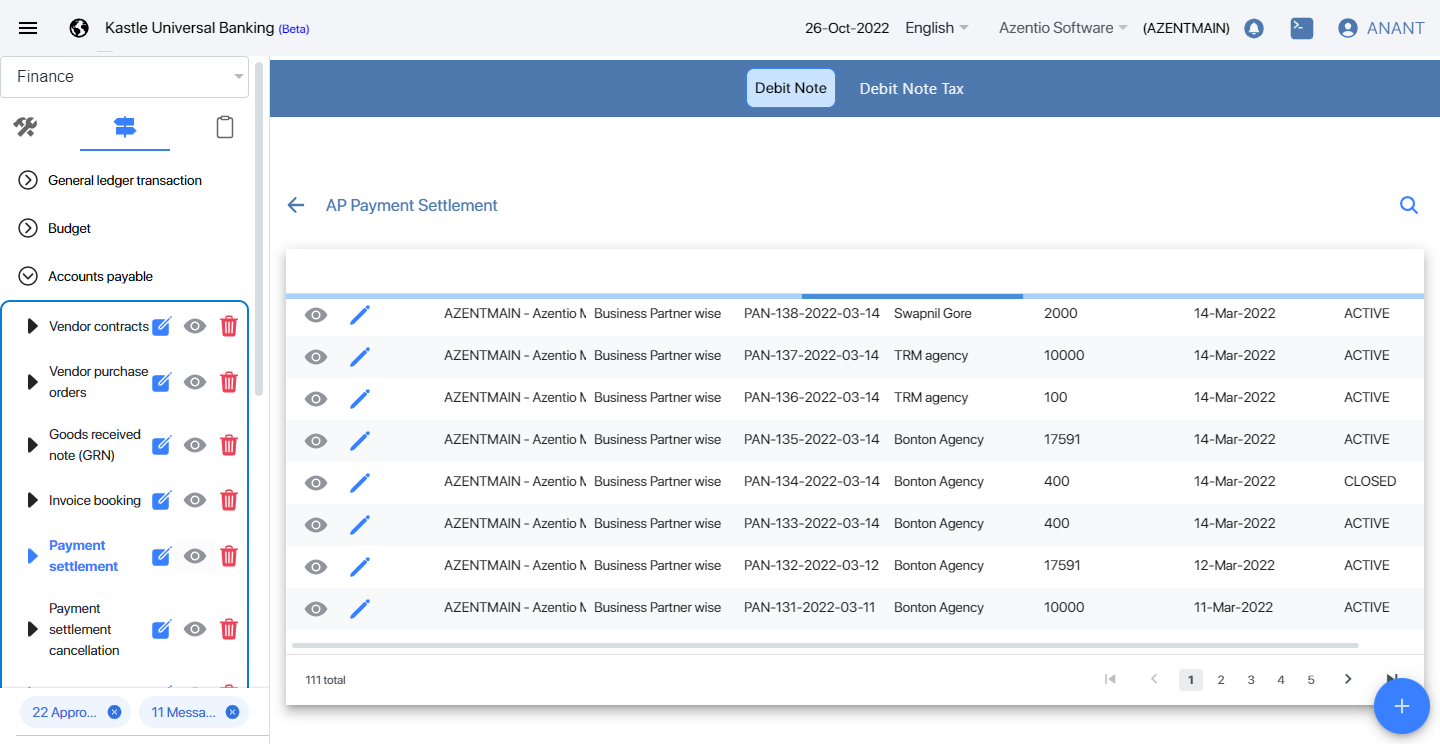 Kastle Universal Banking (Beta)
26-Oct-2022 English Azentio Software (AZENTMAIN) ANANT
Finance
Debit Note Debit Note Tax
General ledger transaction
Budget
Accounts payable
Vendor contracts
Vendor purchase
orders
Goods received
note (GRN)
Invoice booking
Payment
settlement
Payment
settlement
cancellation
22 Appro... 11 Messa...
AP Payment Settlement
AZENTMAIN - Azentio M Business Partner wise PAN-138-2022-03-14 Swapnil Gore 2000 14-Mar-2022 ACTIVE
AZENTMAIN - Azentio M Business Partner wise PAN-137-2022-03-14 TRM agency 10000 14-Mar-2022 ACTIVE
AZENTMAIN - Azentio M Business Partner wise PAN-136-2022-03-14 TRM agency 100 14-Mar-2022 ACTIVE
AZENTMAIN - Azentio M Business Partner wise PAN-135-2022-03-14 Bonton Agency 17591 14-Mar-2022 ACTIVE
AZENTMAIN - Azentio M Business Partner wise PAN-134-2022-03-14 Bonton Agency 400 14-Mar-2022 CLOSED
AZENTMAIN - Azentio M Business Partner wise PAN-133-2022-03-14 Bonton Agency 400 14-Mar-2022 ACTIVE
AZENTMAIN - Azentio M Business Partner wise PAN-132-2022-03-12 Bonton Agency 17591 12-Mar-2022 ACTIVE
AZENTMAIN - Azentio M Business Partner wise PAN-131-2022-03-11 Bonton Agency 10000 11-Mar-2022 ACTIVE
111 total 1 2 3 4 5